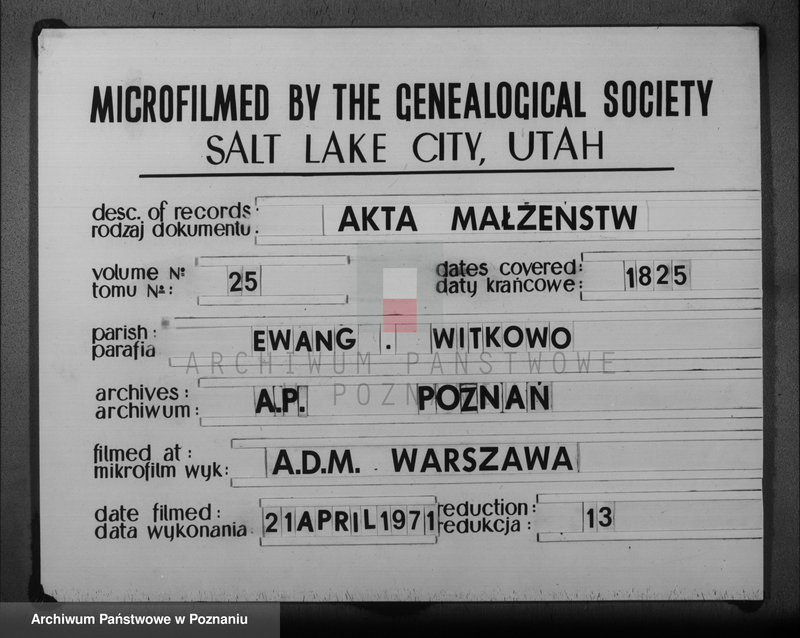 MICROFILMED BY THE GENEALOGICAL SOCIETY
SALT LAKE CITY, UTAH
desc. of records: AKTA MAŁŻEŃSTW
rodzaj dokumentu:
volume Nº 25 dates covered: 1825
tomu Nº: daty krańcowe:
parish: EWANG. WITKOWO
parafia
ARCHIWUM PAŃSTWOWE
W POZNANIU
archives: A.P. POZNAŃ
archiwum:
filmed at: A.D.M. WARSZAWA
mikrofilm wyk:
date filmed: 21 APRIL 1971 reduction: 13
data wykonania redukcja:
Archiwum Państwowe w Poznaniu